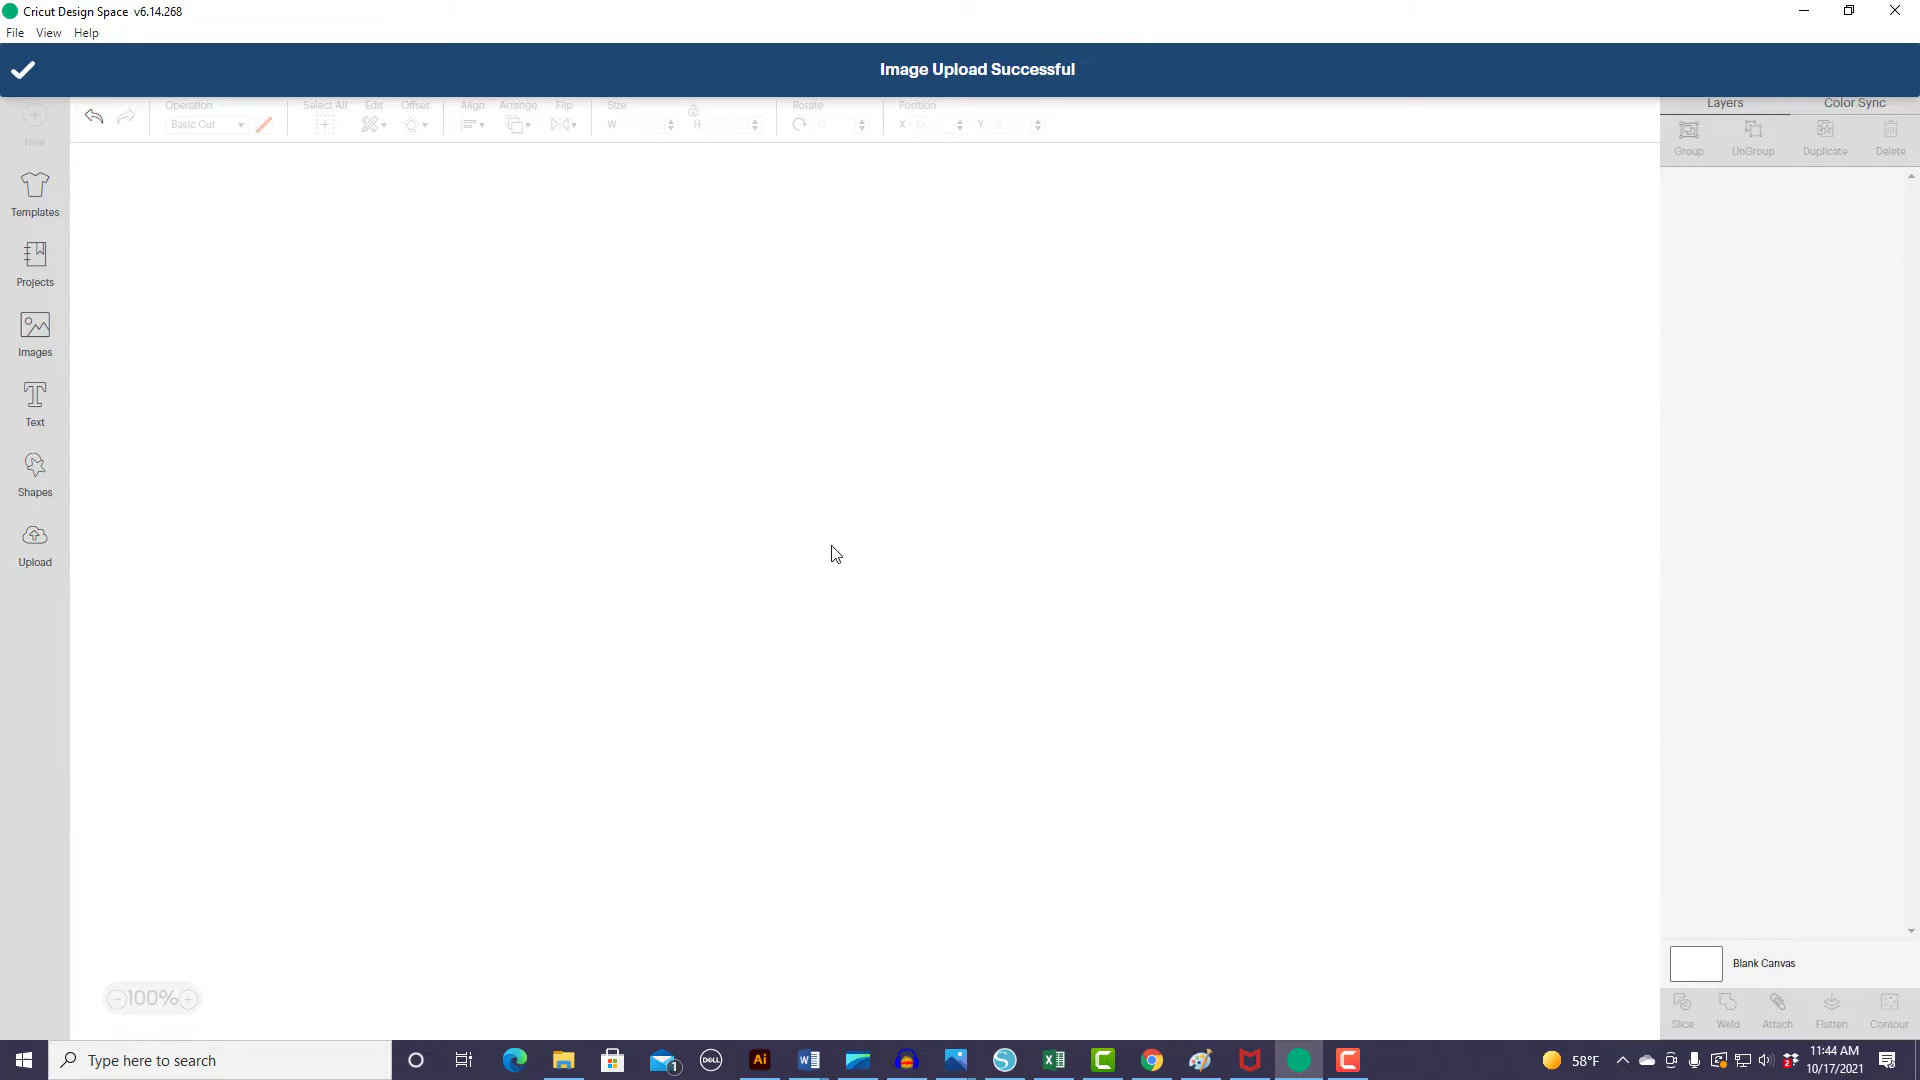 Cricut Design Space v6.14.268
File View Help
Image Upload Successful
Operation
Select All Edit Offset Align Arrange Flip Size Rotate Position
Basic Cut
W H X Y
New
Templates
Projects
Images
Text
Shapes
Upload
Layers Color Sync
Group UnGroup Duplicate Delete
100%
Blank Canvas
Slice Weld Attach Flatten Contour
Type here to search
58°F
11:44 AM
10/17/2021